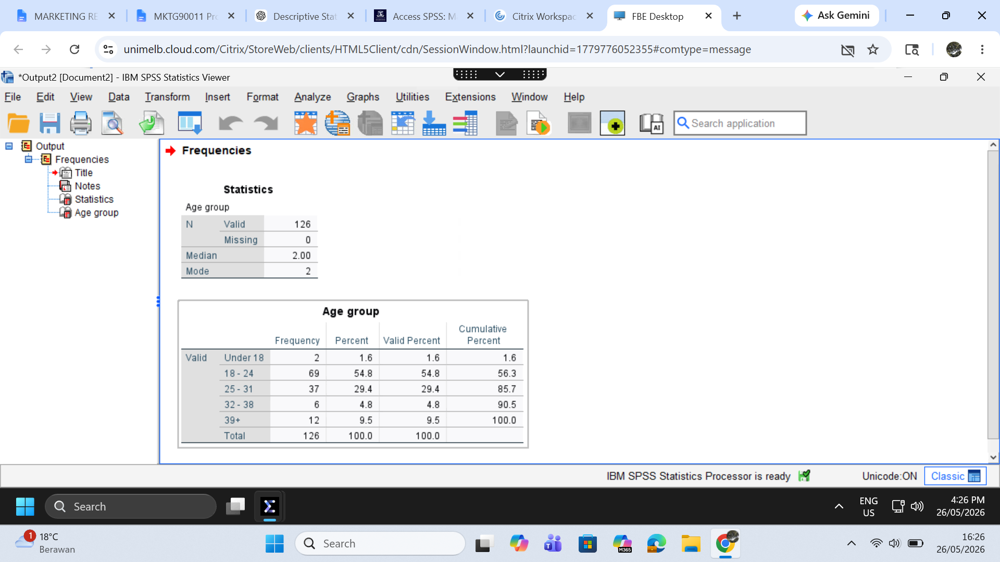 MARKETING RE
MKTG90011 Pro
Descriptive Stat
Access SPSS: M
Citrix Workspac
FBE Desktop
Ask Gemini
unimelb.cloud.com/Citrix/StoreWeb/clients/HTML5Client/cdn/SessionWindow.html?launchid=1779776052355#comtype=message
*Output2 [Document2] - IBM SPSS Statistics Viewer
File Edit View Data Transform Insert Format Analyze Graphs Utilities Extensions Window Help
AI
Search application
Output
Frequencies
Title
Notes
Statistics
Age group
Frequencies
Statistics
Age group
N Valid 126
Missing 0
Median 2.00
Mode 2
Age group
Frequency Percent Valid Percent Cumulative Percent
Valid Under 18 2 1.6 1.6 1.6
18 - 24 69 54.8 54.8 56.3
25 - 31 37 29.4 29.4 85.7
32 - 38 6 4.8 4.8 90.5
39+ 12 9.5 9.5 100.0
Total 126 100.0 100.0
IBM SPSS Statistics Processor is ready
Unicode:ON
Classic
Search
ENG
US
4:26 PM
26/05/2026
1
18°C
Berawan
Search
T
M365
16:26
26/05/2026